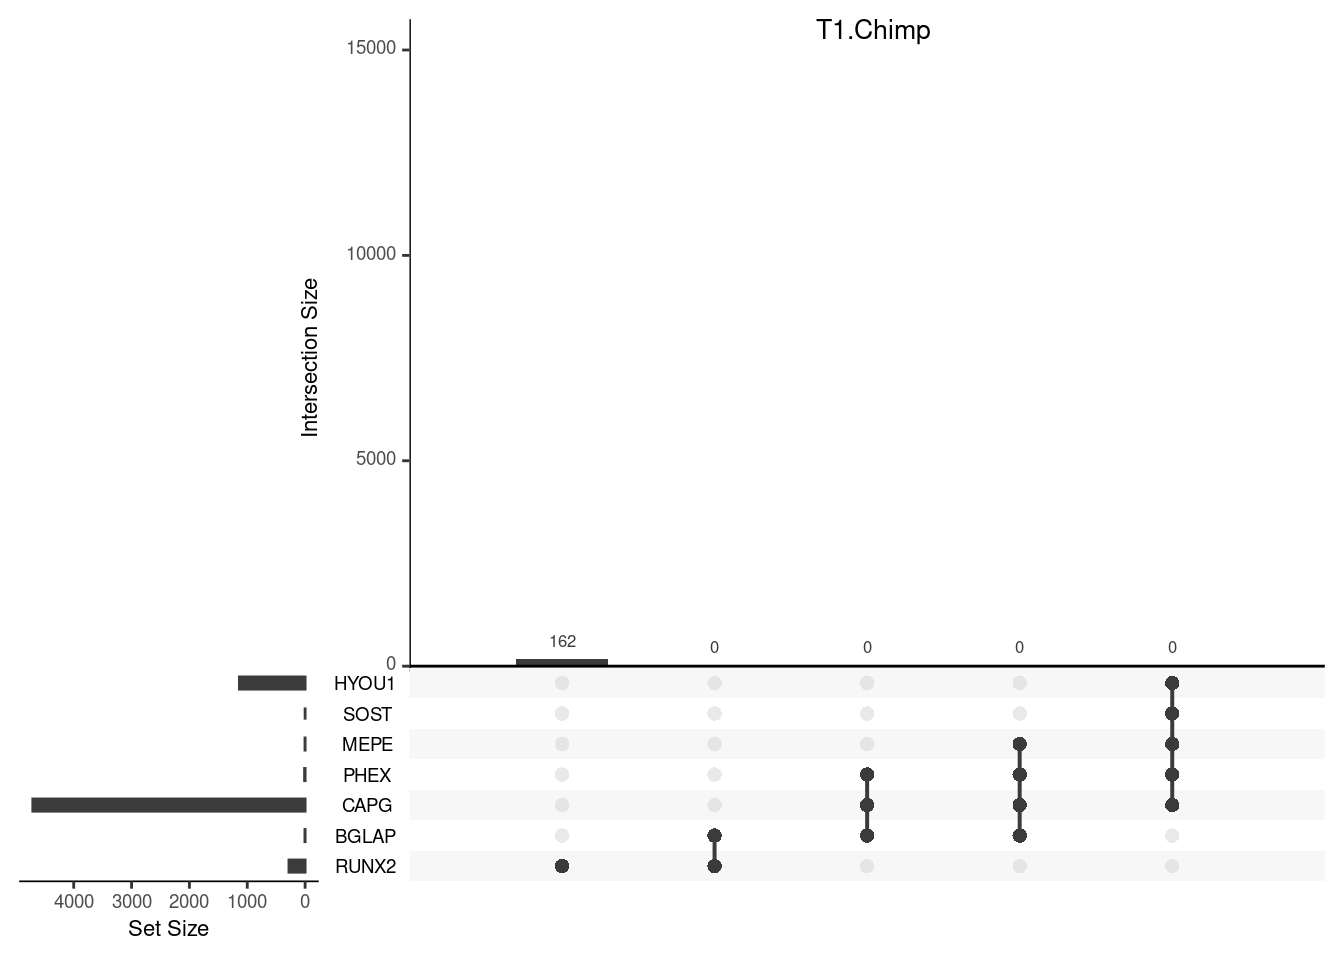 T1.Chimp
15000
10000
5000
0
Intersection Size
162 0 0 0 0
HYOU1
SOST
MEPE
PHEX
CAPG
BGLAP
RUNX2
4000 3000 2000 1000 0
Set Size